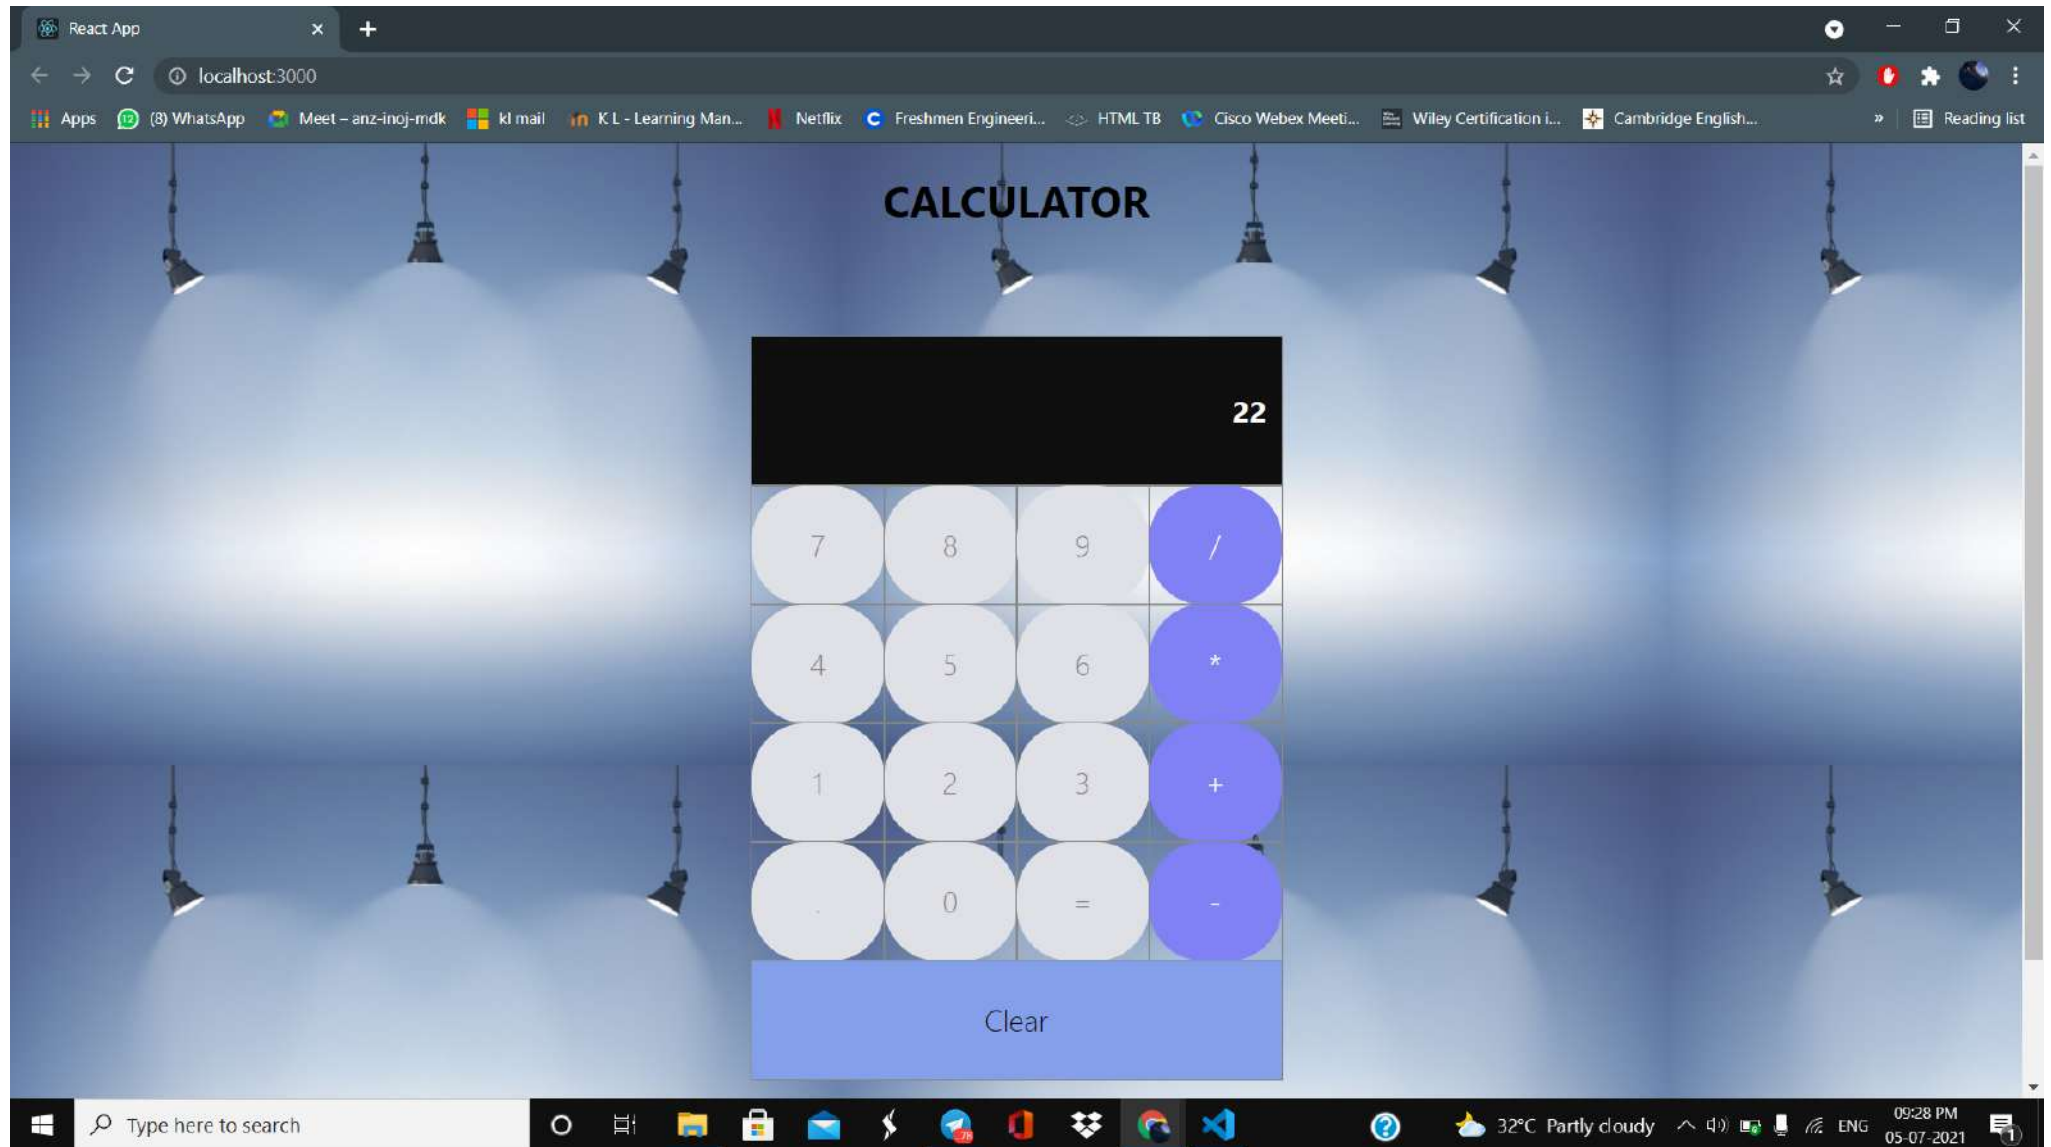 React App
localhost:3000
Apps (8) WhatsApp Meet – anz-inoj-mdk kl mail K L - Learning Man... Netflix Freshmen Engineeri... HTML TB Cisco Webex Meeti... Wiley Certification i... Cambridge English... » Reading list
CALCULATOR
22
7 8 9 /
4 5 6 *
1 2 3 +
. 0 = -
Clear
Type here to search
32°C Partly cloudy ENG
09:28 PM
05-07-2021